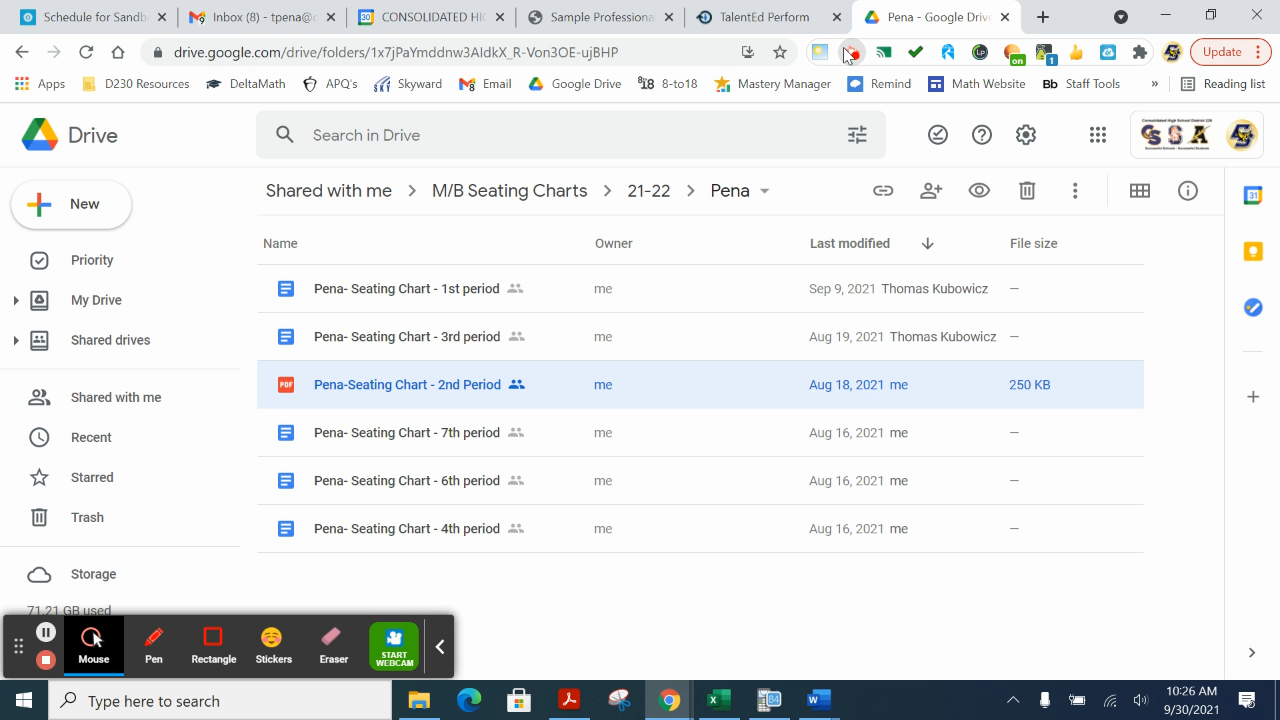 Schedule for Sandb
Inbox (8) - tpena@c
CONSOLIDATED HIG
Sample Professiona
TalentEd Perform
Pena - Google Driv
drive.google.com/drive/folders/1x7jPaYmcdnw3ArJkX_R-Von3OE-ujBHP
Lp
on
1
Update
Apps
D230 Resources
DeltaMath
APQ's
Skyward
Email
Google Drive
8-to18
Mastery Manager
Remind
Math Website
Bb Staff Tools
»
Reading list
Drive
Search in Drive
New
Shared with me > M/B Seating Charts > 21-22 > Pena
31
Name Owner Last modified File size
Priority
My Drive
Shared drives
Shared with me
Recent
Starred
Trash
Storage
71.21 GB used
Pena- Seating Chart - 1st period me Sep 9, 2021 Thomas Kubowicz —
Pena- Seating Chart - 3rd period me Aug 19, 2021 Thomas Kubowicz —
PDF Pena-Seating Chart - 2nd Period me Aug 18, 2021 me 250 KB
Pena- Seating Chart - 7th period me Aug 16, 2021 me —
Pena- Seating Chart - 6th period me Aug 16, 2021 me —
Pena- Seating Chart - 4th period me Aug 16, 2021 me —
Mouse
Pen
Rectangle
Stickers
Eraser
START
WEBCAM
Type here to search
10:26 AM
9/30/2021